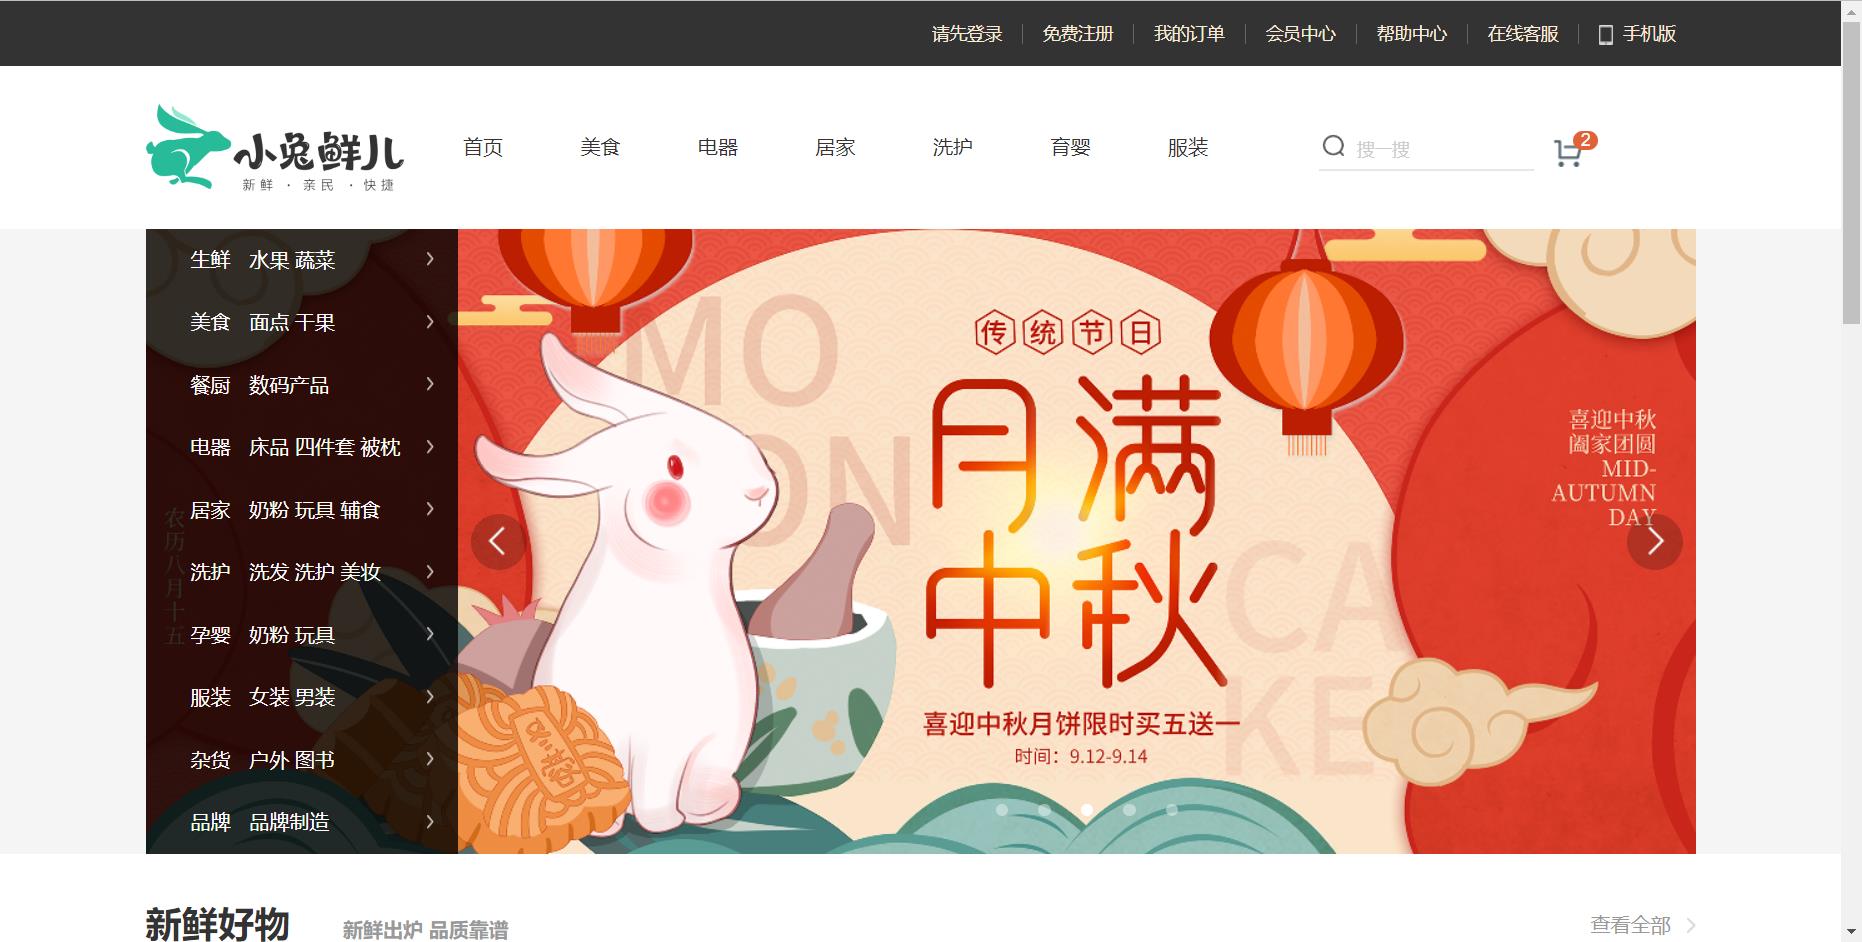 请先登录 免费注册 我的订单 会员中心 帮助中心 在线客服 手机版
小兔鲜儿
新鲜 · 亲民 · 快捷
首页 美食 电器 居家 洗护 育婴 服装
搜一搜
2
生鲜 水果 蔬菜
美食 面点 干果
餐厨 数码产品
电器 床品 四件套 被枕
居家 奶粉 玩具 辅食
洗护 洗发 洗护 美妆
孕婴 奶粉 玩具
服装 女装 男装
杂货 户外 图书
品牌 品牌制造
农历八月十五
MO
ON
传统节日
月满
中秋
CA
KE
喜迎中秋月饼限时买五送一
时间：9.12-9.14
喜迎中秋
阖家团圆
MID-
AUTUMN
DAY
新鲜好物 新鲜出炉 品质靠谱
查看全部